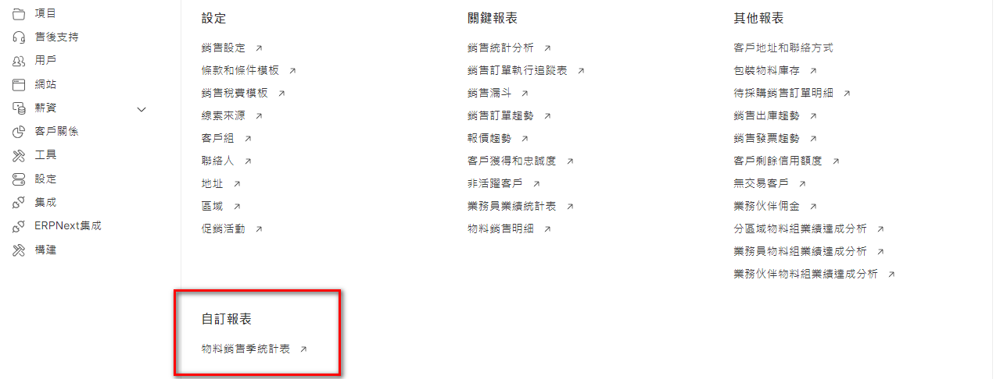 項目
售後支持
用戶
網站
薪資
客戶關係
工具
設定
集成
ERPNext集成
構建
設定
銷售設定
條款和條件模板
銷售稅費模板
線索來源
客戶組
聯絡人
地址
區域
促銷活動
關鍵報表
銷售統計分析
銷售訂單執行追蹤表
銷售漏斗
銷售訂單趨勢
報價趨勢
客戶獲得和忠誠度
非活躍客戶
業務員業績統計表
物料銷售明細
其他報表
客戶地址和聯絡方式
包裝物料庫存
待採購銷售訂單明細
銷售出庫趨勢
銷售發票趨勢
客戶剩餘信用額度
無交易客戶
業務伙伴佣金
分區域物料組業績達成分析
業務員物料組業績達成分析
業務伙伴物料組業績達成分析
自訂報表
物料銷售季統計表